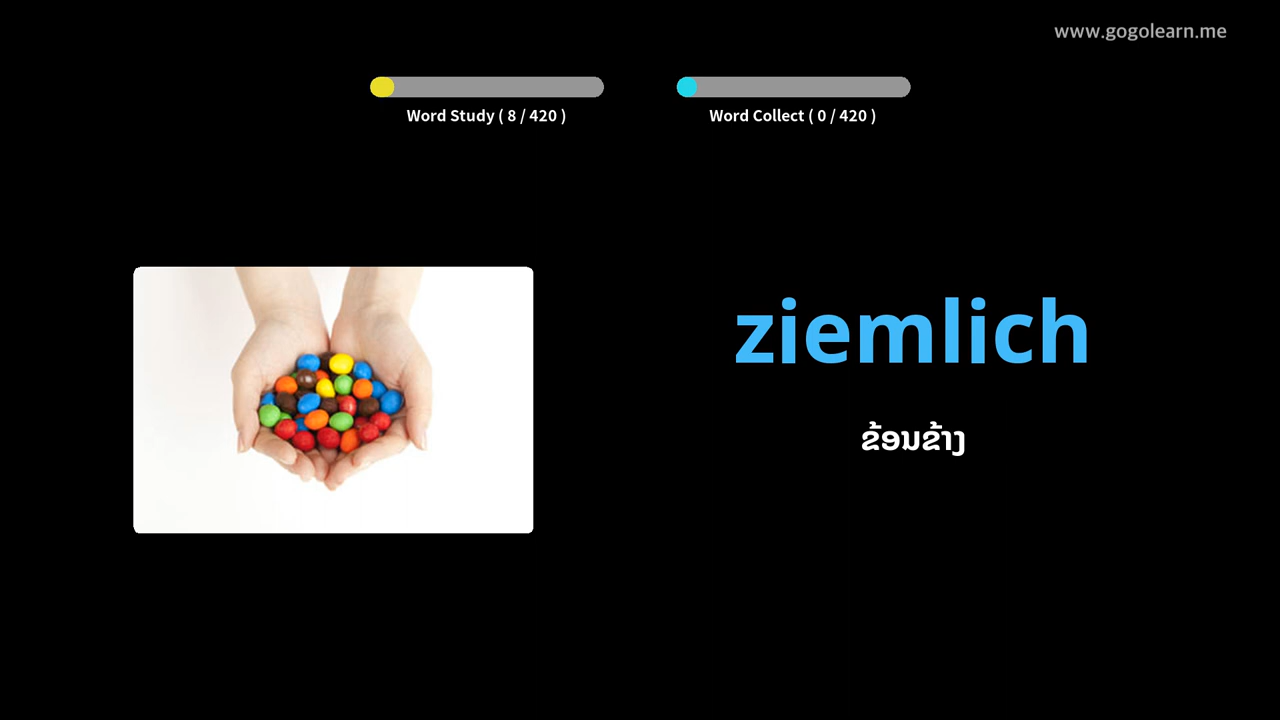 www.gogolearn.me
Word Study ( 8 / 420 )
Word Collect ( 0 / 420 )
ziemlich
ຂ້ອນຂ້າງ